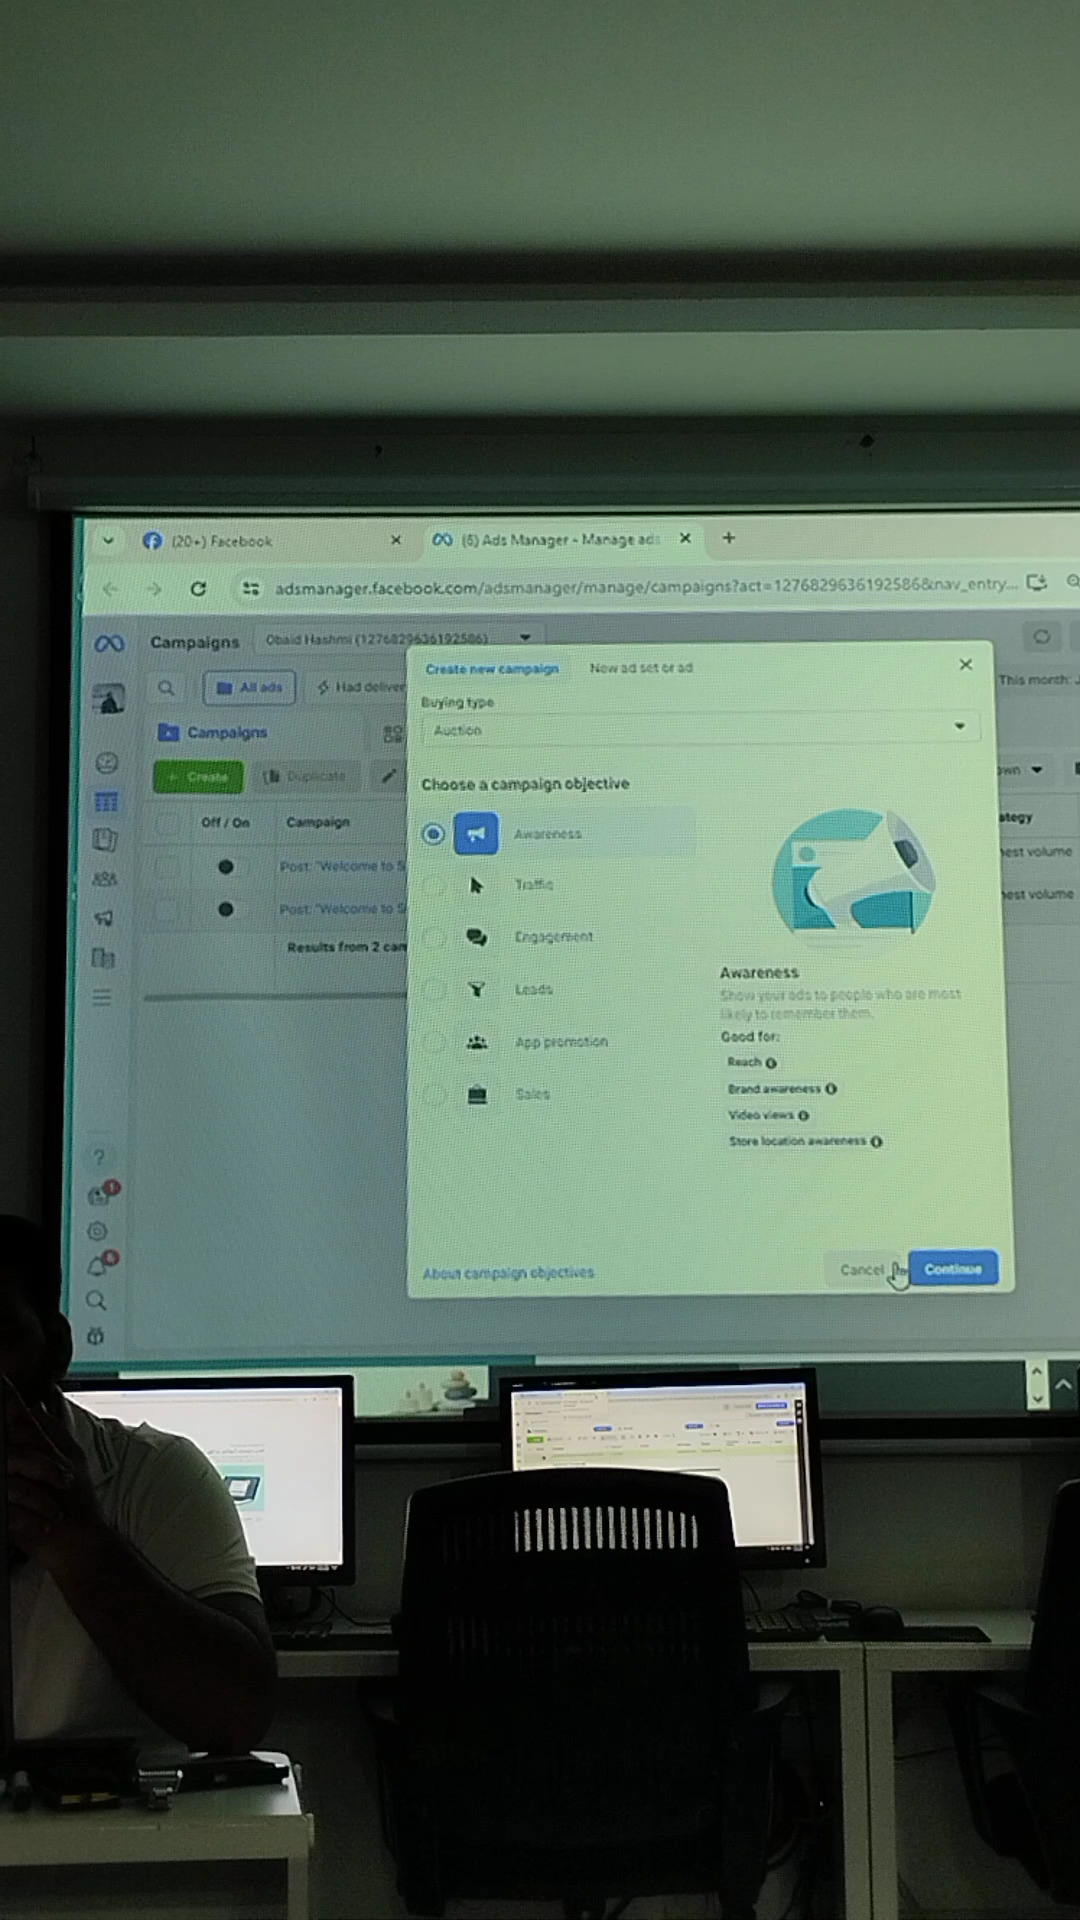 (20+) Facebook
(6) Ads Manager - Manage ads
adsmanager.facebook.com/adsmanager/manage/campaigns?act=1276829636192586&nav_entry...
Campaigns
Obaid Hashmi (1276829636192586)
All ads
Had deliver
This month: J
Campaigns
+ Create
Duplicate
own
Off / On
Campaign
ategy
Post: "Welcome to S
hest volume
Post: "Welcome to S
hest volume
Results from 2 cam
Create new campaign
New ad set or ad
Buying type
Auction
Choose a campaign objective
Awareness
Traffic
Engagement
Leads
App promotion
Sales
Awareness
Show your ads to people who are most
likely to remember them.
Good for:
Reach
Brand awareness
Video views
Store location awareness
About campaign objectives
Cancel
Continue